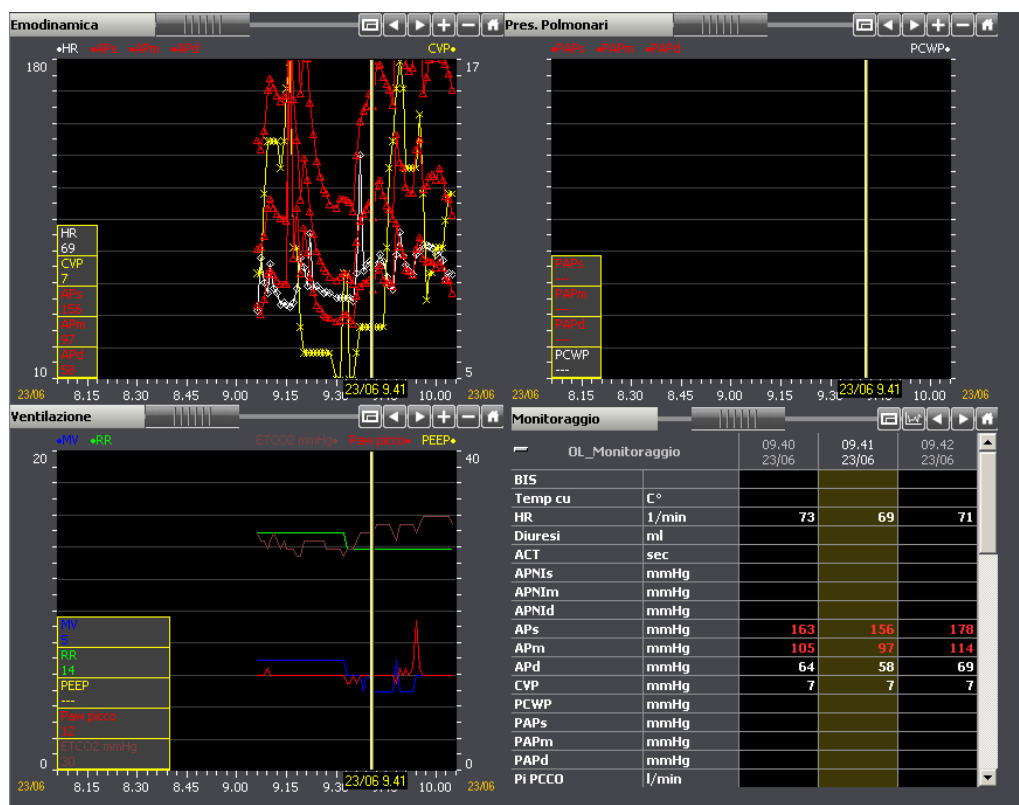 Emodinamica
•HR •APs •APm •APd CVP•
180 17
HR
69
CVP
7
APs
156
APm
97
APd
58
10 5
23/06 8.15 8.30 8.45 9.00 9.15 9.30 23/06 9.41 10.00 23/06
Pres. Polmonari
•PAPs •PAPm •PAPd PCWP•
PAPs
---
PAPm
---
PAPd
---
PCWP
---
23/06 8.15 8.30 8.45 9.00 9.15 9.30 23/06 9.41 10.00 23/06
Ventilazione
•MV •RR ETCO2 mmHg• Paw picco• PEEP•
20 40
MV
5
RR
14
PEEP
---
Paw picco
12
ETCO2 mmHg
30
0 0
23/06 8.15 8.30 8.45 9.00 9.15 9.30 23/06 9.41 10.00 23/06
Monitoraggio
OL_Monitoraggio 09.40 09.41 09.42
23/06 23/06 23/06
BIS
Temp cu C°
HR 1/min 73 69 71
Diuresi ml
ACT sec
APNIs mmHg
APNIm mmHg
APNId mmHg
APs mmHg 163 156 178
APm mmHg 105 97 114
APd mmHg 64 58 69
CVP mmHg 7 7 7
PCWP mmHg
PAPs mmHg
PAPm mmHg
PAPd mmHg
Pi PCCO l/min